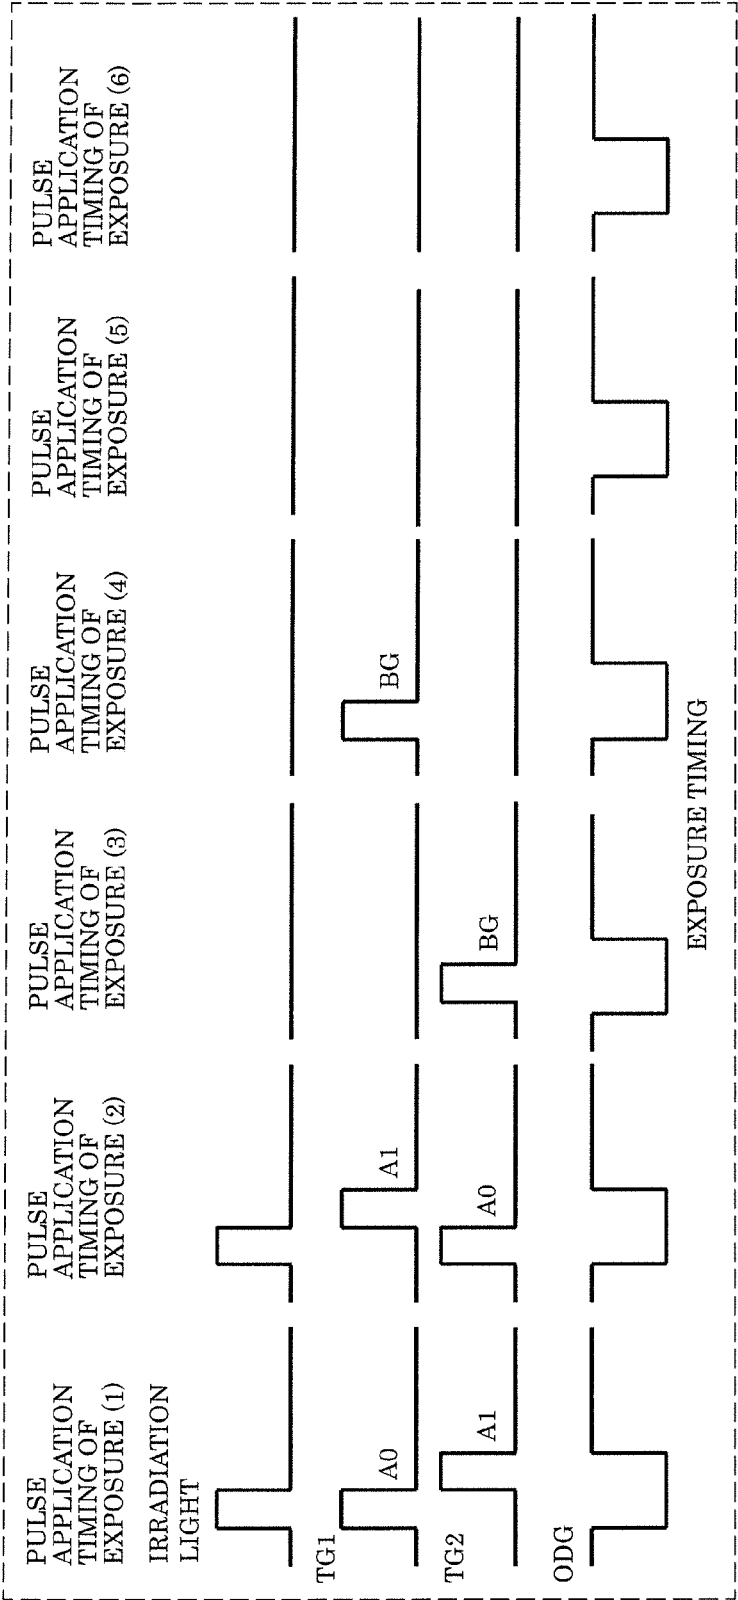 PULSE
APPLICATION
TIMING OF
EXPOSURE (1)
PULSE
APPLICATION
TIMING OF
EXPOSURE (2)
PULSE
APPLICATION
TIMING OF
EXPOSURE (3)
PULSE
APPLICATION
TIMING OF
EXPOSURE (4)
PULSE
APPLICATION
TIMING OF
EXPOSURE (5)
PULSE
APPLICATION
TIMING OF
EXPOSURE (6)
IRRADIATION
LIGHT
TG1
A0
A1
BG
TG2
A1
A0
BG
ODG
EXPOSURE TIMING